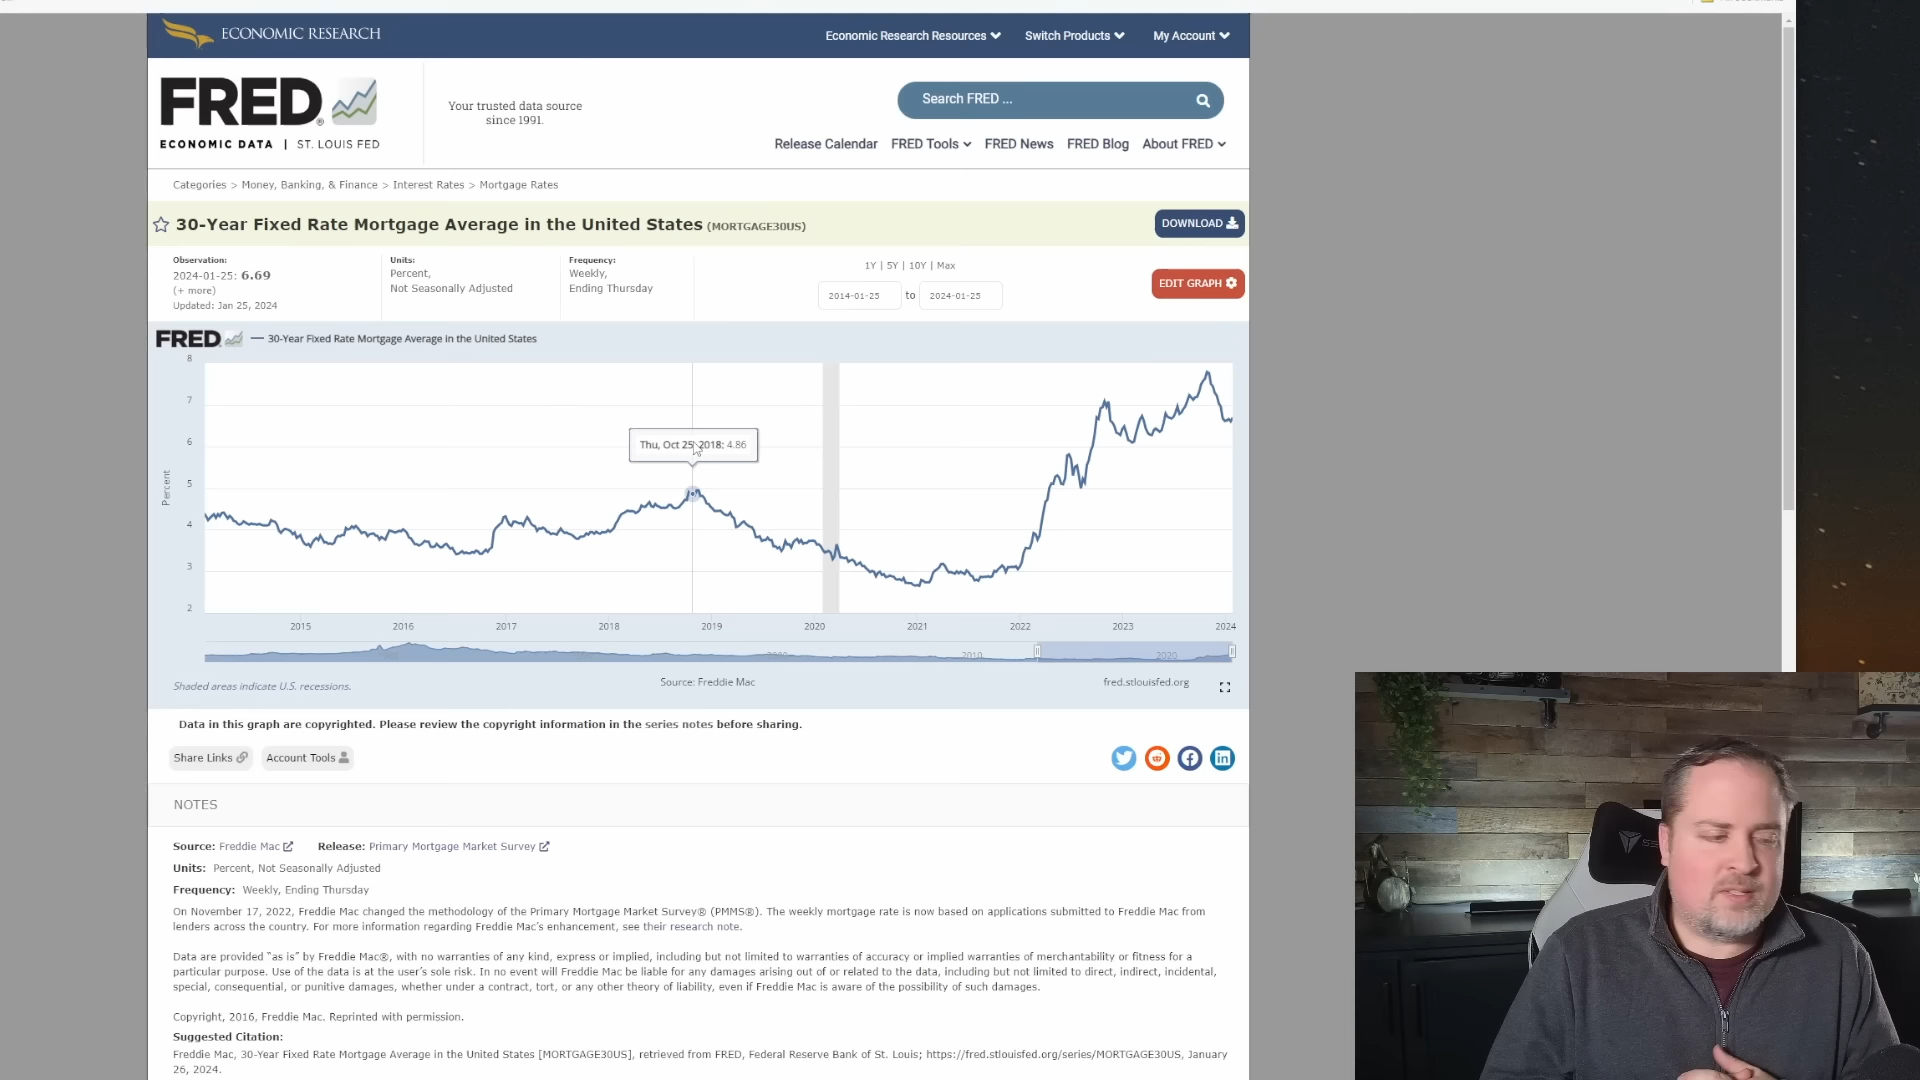 ECONOMIC RESEARCH
Economic Research Resources
Switch Products
My Account
FRED
ECONOMIC DATA | ST. LOUIS FED
Your trusted data source
since 1991.
Search FRED ...
Release Calendar
FRED Tools
FRED News
FRED Blog
About FRED
Categories > Money, Banking, & Finance > Interest Rates > Mortgage Rates
30-Year Fixed Rate Mortgage Average in the United States (MORTGAGE30US)
DOWNLOAD
Observation:
2024-01-25: 6.69
(+ more)
Updated: Jan 25, 2024
Units:
Percent,
Not Seasonally Adjusted
Frequency:
Weekly,
Ending Thursday
1Y | 5Y | 10Y | Max
2014-01-25 to 2024-01-25
EDIT GRAPH
FRED
30-Year Fixed Rate Mortgage Average in the United States
8
7
6
5
4
3
2
Percent
Thu, Oct 25, 2018: 4.86
2015
2016
2017
2018
2019
2020
2021
2022
2023
2024
2000
2010
2020
Shaded areas indicate U.S. recessions.
Source: Freddie Mac
fred.stlouisfed.org
Data in this graph are copyrighted. Please review the copyright information in the series notes before sharing.
Share Links
Account Tools
NOTES
Source: Freddie Mac Release: Primary Mortgage Market Survey
Units: Percent, Not Seasonally Adjusted
Frequency: Weekly, Ending Thursday
On November 17, 2022, Freddie Mac changed the methodology of the Primary Mortgage Market Survey® (PMMS®). The weekly mortgage rate is now based on applications submitted to Freddie Mac from
lenders across the country. For more information regarding Freddie Mac's enhancement, see their research note.
Data are provided "as is" by Freddie Mac®, with no warranties of any kind, express or implied, including but not limited to warranties of accuracy or implied warranties of merchantability or fitness for a
particular purpose. Use of the data is at the user's sole risk. In no event will Freddie Mac be liable for any damages arising out of or related to the data, including but not limited to direct, indirect, incidental,
special, consequential, or punitive damages, whether under a contract, tort, or any other theory of liability, even if Freddie Mac is aware of the possibility of such damages.
Copyright, 2016, Freddie Mac. Reprinted with permission.
Suggested Citation:
Freddie Mac, 30-Year Fixed Rate Mortgage Average in the United States [MORTGAGE30US], retrieved from FRED, Federal Reserve Bank of St. Louis; https://fred.stlouisfed.org/series/MORTGAGE30US, January
26, 2024.